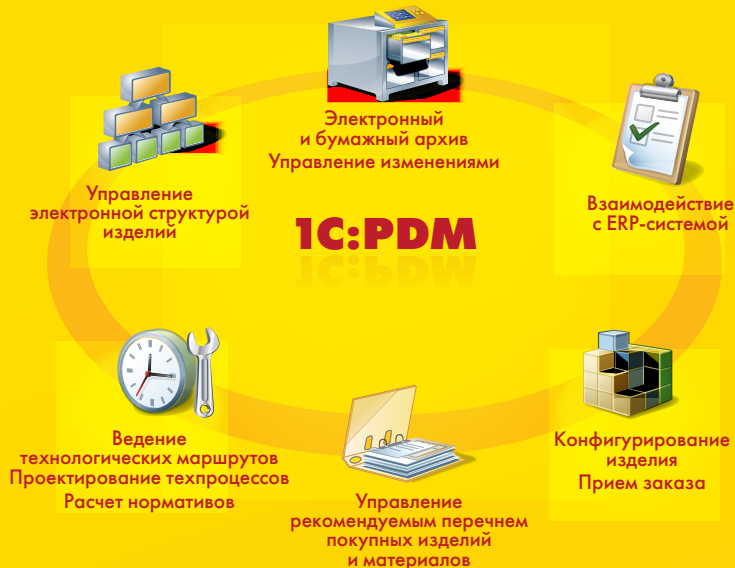 Электронный
и бумажный архив
Управление изменениями
Управление
электронной структурой
изделий
Взаимодействие
с ERP-системой
1С:PDM
Ведение
технологических маршрутов
Проектирование техпроцессов
Расчет нормативов
Управление
рекомендуемым перечнем
покупных изделий
и материалов
Конфигурирование
изделия
Прием заказа